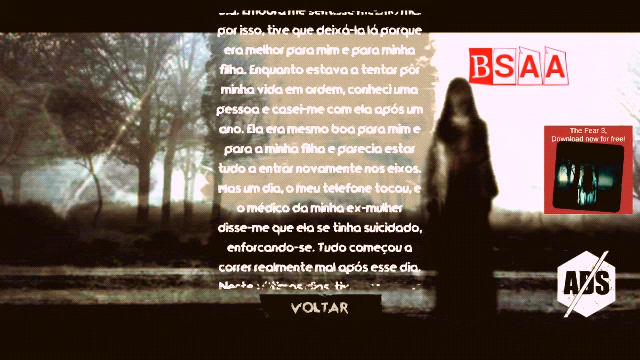 por isso, tive que deixá-la lá porque
era melhor para mim e para minha
filha. Enquanto estava a tentar pôr
minha vida em ordem, conheci uma
pessoa e casei-me com ela após um
ano. Ela era mesmo boa para mim e
para a minha filha e parecia estar
tudo a entrar novamente nos eixos.
Mas um dia, o meu telefone tocou, e
o médico da minha ex-mulher
disse-me que ela se tinha suicidado,
enforcando-se. Tudo começou a
correr realmente mal após esse dia.
VOLTAR
BSAA
The Fear 3,
Download now for free!
ADS